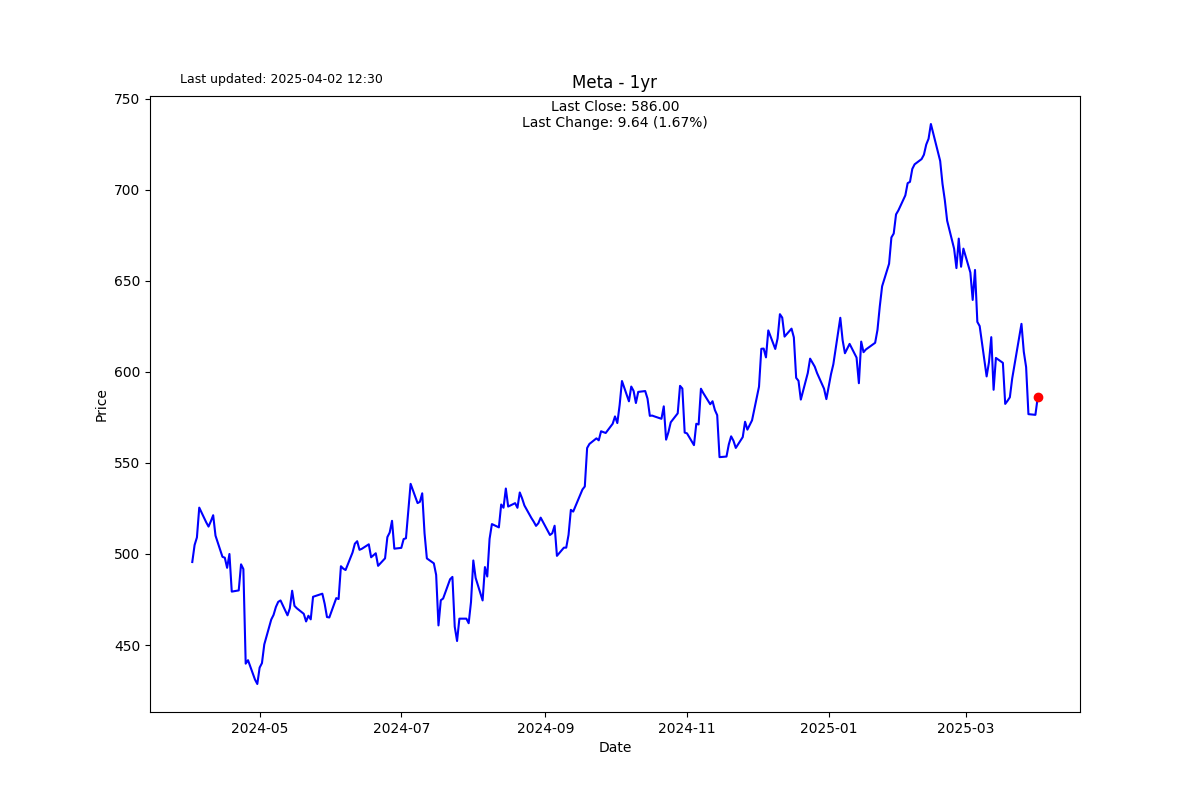 Last updated: 2025-04-02 12:30
Meta - 1yr
Last Close: 586.00
Last Change: 9.64 (1.67%)
750
700
650
600
550
500
450
Price
2024-05
2024-07
2024-09
2024-11
2025-01
2025-03
Date